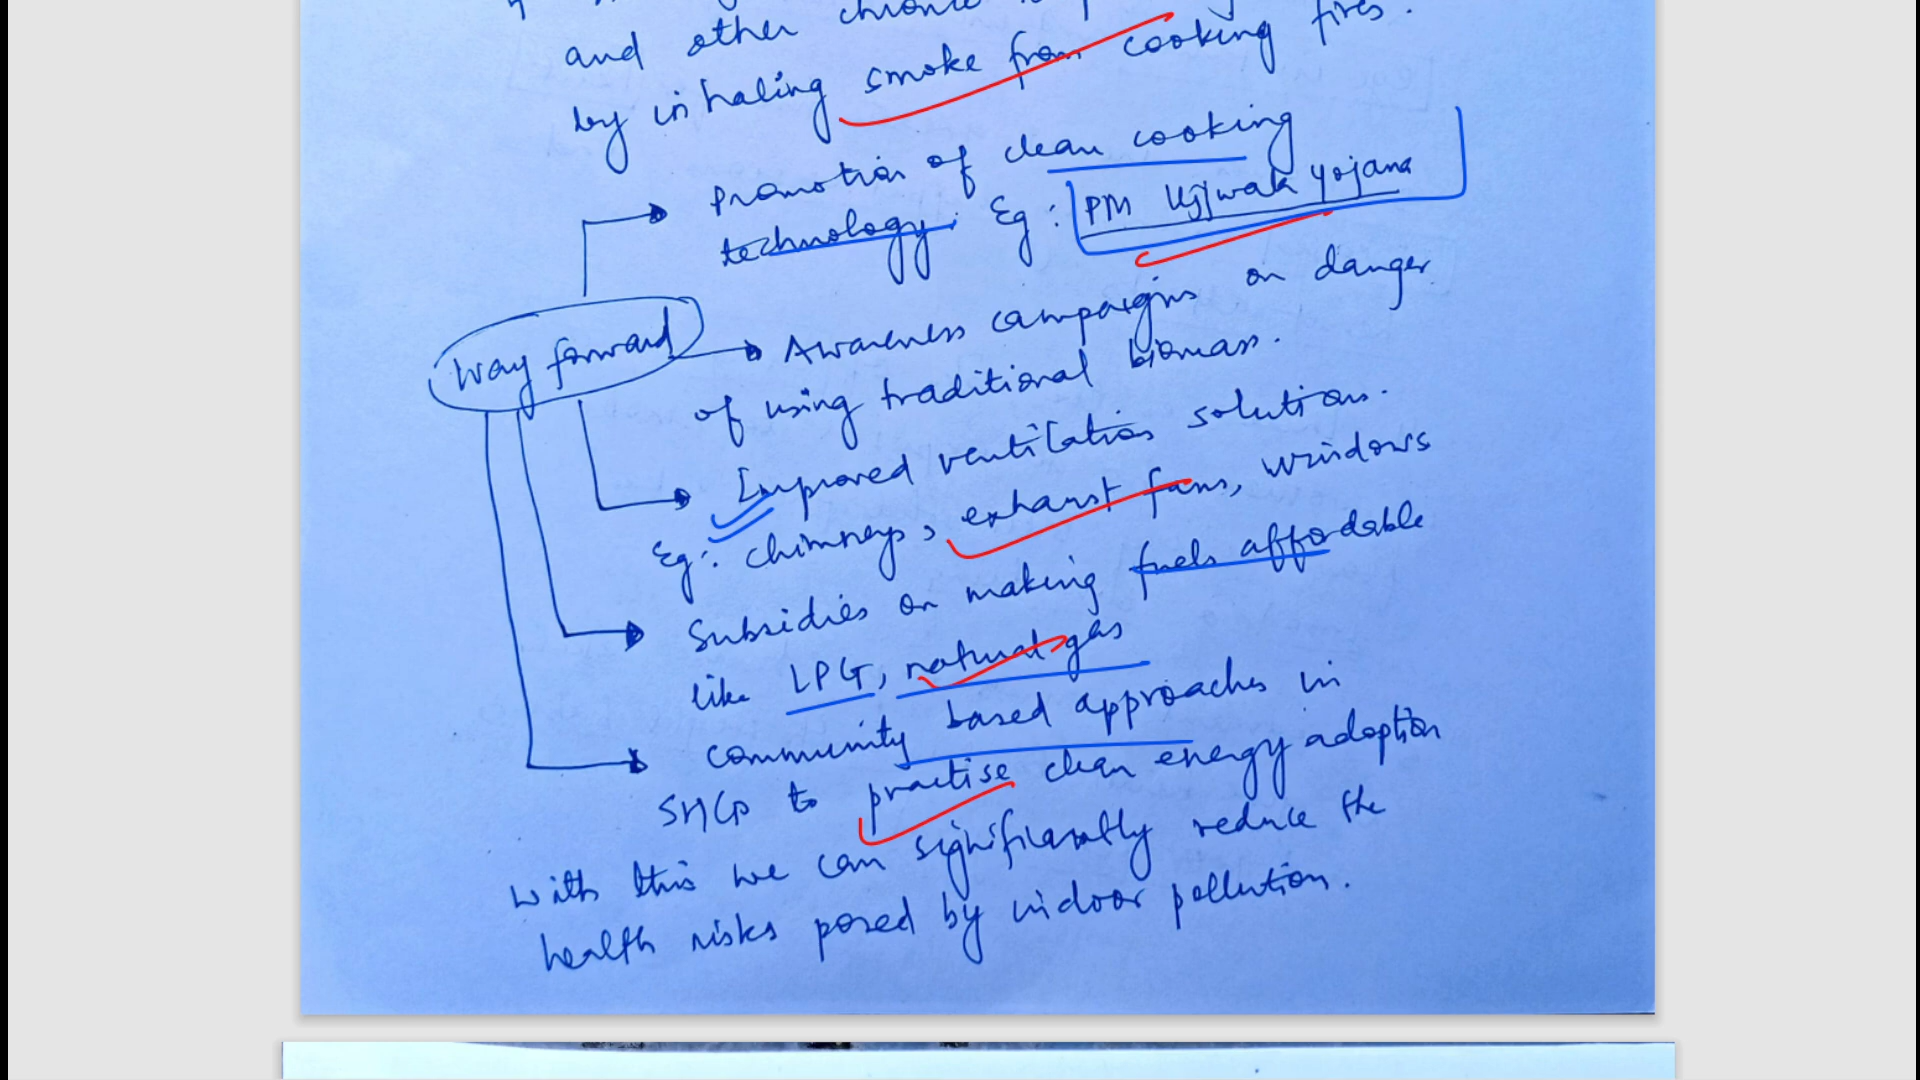 and other chronic
by inhaling smoke from cooking fires.
Promotion of clean cooking
technology. Eg: PM Ujjwala Yojana
Way forward
Awareness campaigns on danger
of using traditional biomass.
Improved ventilation solutions.
Eg: chimneys, exhaust fans, windows
Subsidies on making fuels affordable
like LPG, natural gas
community based approaches in
SHGs to practise clean energy adoption
with this we can significantly reduce the
health risks posed by indoor pollution.